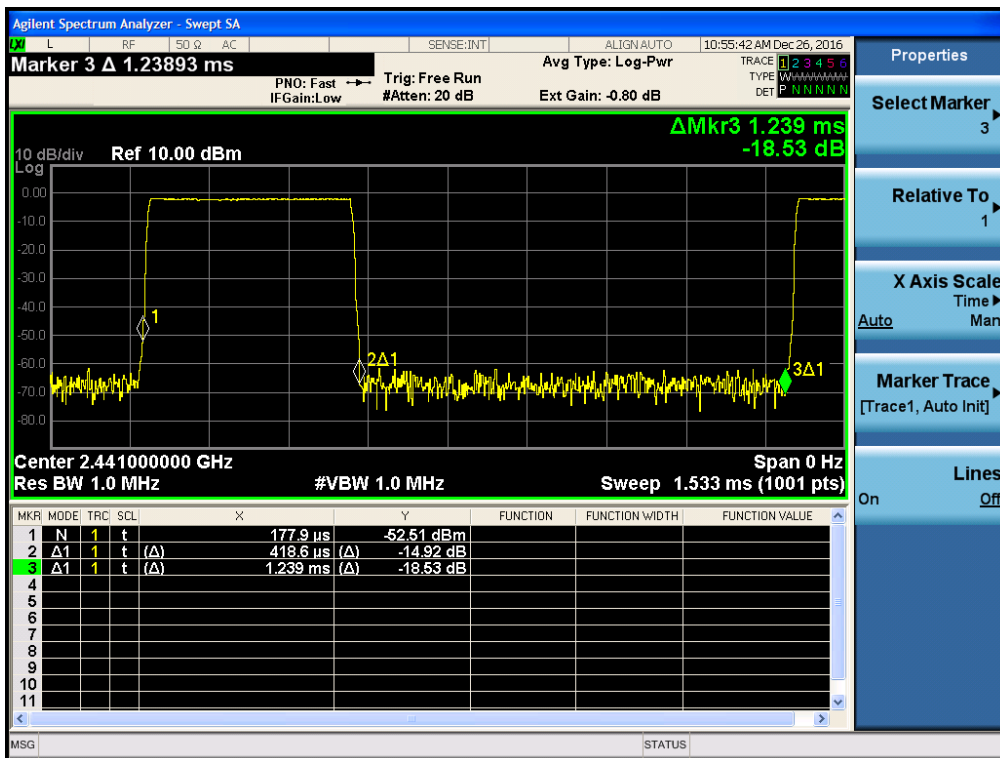 Agilent Spectrum Analyzer - Swept SA
LXI L RF 50 Ω AC SENSE:INT ALIGN AUTO 10:55:42 AM Dec 26, 2016
Marker 3 Δ 1.23893 ms
PNO: Fast
IFGain:Low
Trig: Free Run
#Atten: 20 dB
Avg Type: Log-Pwr
Ext Gain: -0.80 dB
TRACE 1 2 3 4 5 6
TYPE
DET P N N N N N
ΔMkr3 1.239 ms
-18.53 dB
10 dB/div Ref 10.00 dBm
Log
0.00
-10.0
-20.0
-30.0
-40.0
-50.0
-60.0
-70.0
-80.0
1
2Δ1
3Δ1
Center 2.441000000 GHz Span 0 Hz
Res BW 1.0 MHz #VBW 1.0 MHz Sweep 1.533 ms (1001 pts)
MKR MODE TRC SCL X Y FUNCTION FUNCTION WIDTH FUNCTION VALUE
1 N 1 t 177.9 µs -52.51 dBm
2 Δ1 1 t (Δ) 418.6 µs (Δ) -14.92 dB
3 Δ1 1 t (Δ) 1.239 ms (Δ) -18.53 dB
4
5
6
7
8
9
10
11
MSG STATUS
Properties
Select Marker
3
Relative To
1
X Axis Scale
Time
Auto Man
Marker Trace
[Trace1, Auto Init]
Lines
On Off